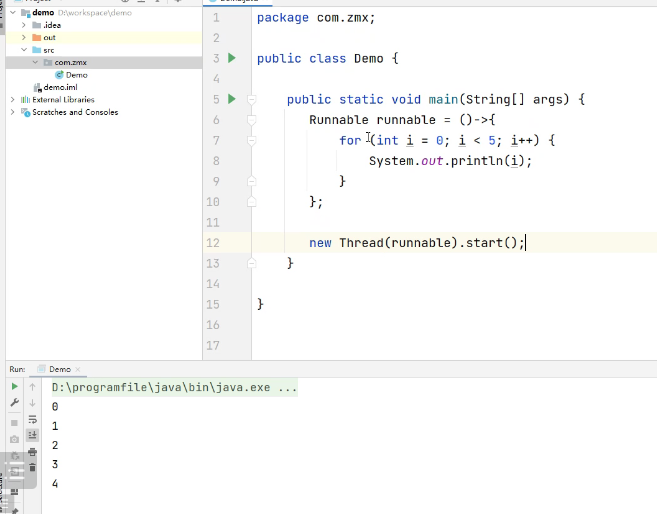 demo D:\workspace\demo
.idea
out
src
com.zmx
Demo
demo.iml
External Libraries
Scratches and Consoles
1 package com.zmx;
2
3 public class Demo {
4
5 public static void main(String[] args) {
6 Runnable runnable = ()->{
7 for (int i = 0; i < 5; i++) {
8 System.out.println(i);
9 }
10 };
11
12 new Thread(runnable).start();
13 }
14
15 }
16
17
Run: Demo
D:\programfile\java\bin\java.exe ...
0
1
2
3
4